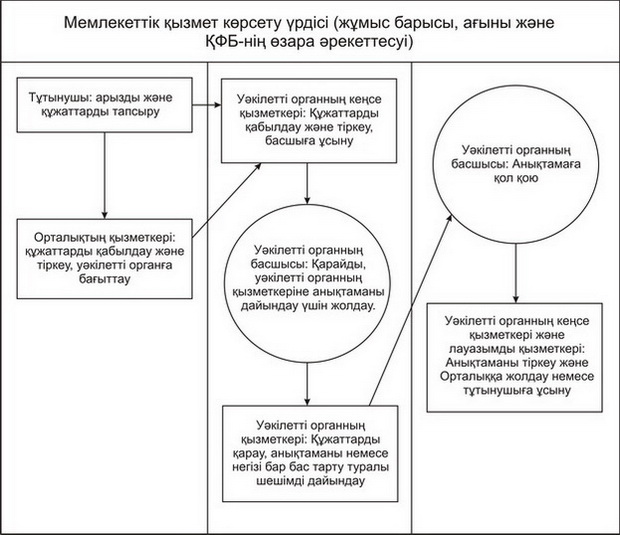 Мемлекеттік қызмет көрсету үрдісі (жұмыс барысы, ағыны және
ҚФБ-нің өзара әрекеттесуі)
Тұтынушы: арызды және
құжаттарды тапсыру
Орталықтың қызметкері:
құжаттарды қабылдау және
тіркеу, уәкілетті органға
бағыттау
Уәкілетті органның кеңсе
қызметкері: Құжаттарды
қабылдау және тіркеу,
басшыға ұсыну
Уәкілетті органның
басшысы: Қарайды,
уәкілетті органның
қызметкеріне анықтаманы
дайындау үшін жолдау.
Уәкілетті органның
қызметкері: Құжаттарды
қарау, анықтаманы немесе
негізі бар бас тарту туралы
шешімді дайындау
Уәкілетті органның
басшысы: Анықтамаға
қол қою
Уәкілетті органның кеңсе
қызметкері және
лауазымды қызметкері:
Анықтаманы тіркеу және
Орталыққа жолдау немесе
тұтынушыға ұсыну